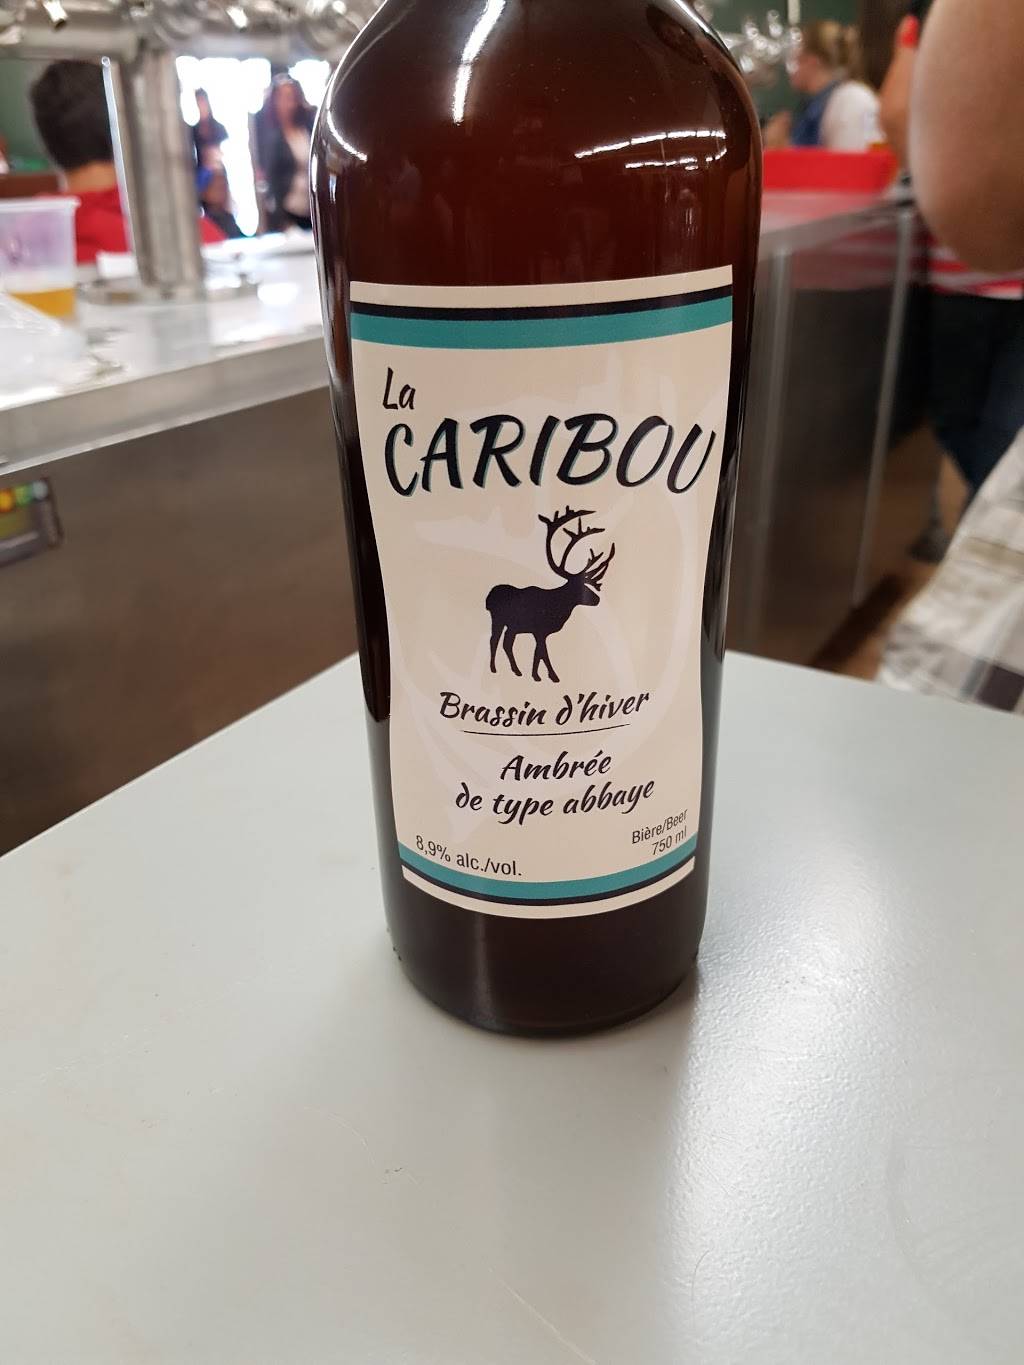 La
CARIBOU
Brassin d'hiver
Ambrée
de type abbaye
8,9% alc./vol.
Bière/Beer
750 ml